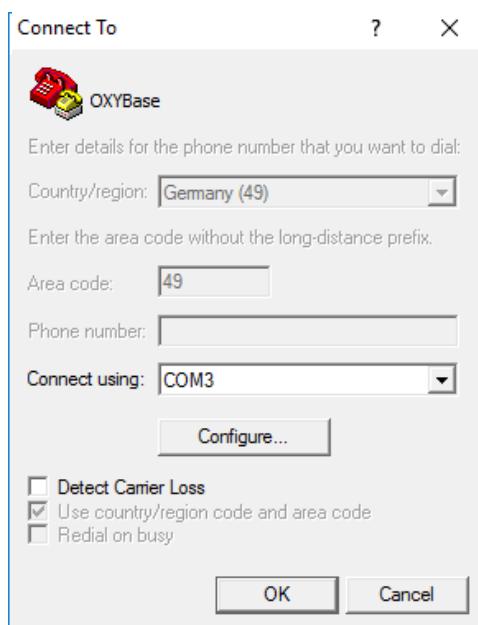 Connect To
OXYBase
Enter details for the phone number that you want to dial:
Country/region: Germany (49)
Enter the area code without the long-distance prefix.
Area code: 49
Phone number:
Connect using: COM3
Configure...
Detect Carrier Loss
Use country/region code and area code
Redial on busy
OK Cancel